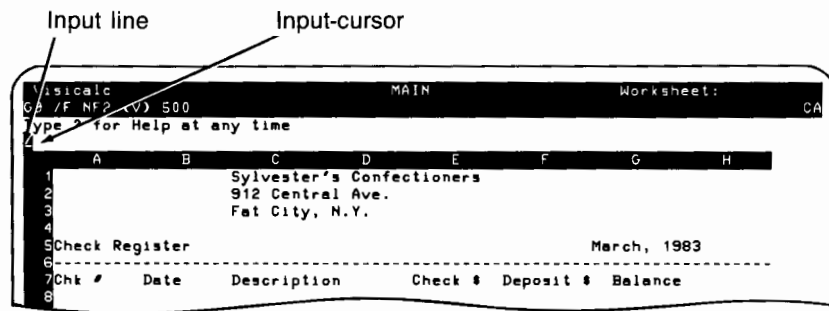 Input line Input-cursor
Visicalc MAIN Worksheet:
/F NF2 (V) 500 CA
Type ? for Help at any time
A B C D E F G H
1 Sylvester's Confectioners
2 912 Central Ave.
3 Fat City, N.Y.
4
5 Check Register March, 1983
6 ------------------------------------------------
7 Chk # Date Description Check $ Deposit $ Balance
8